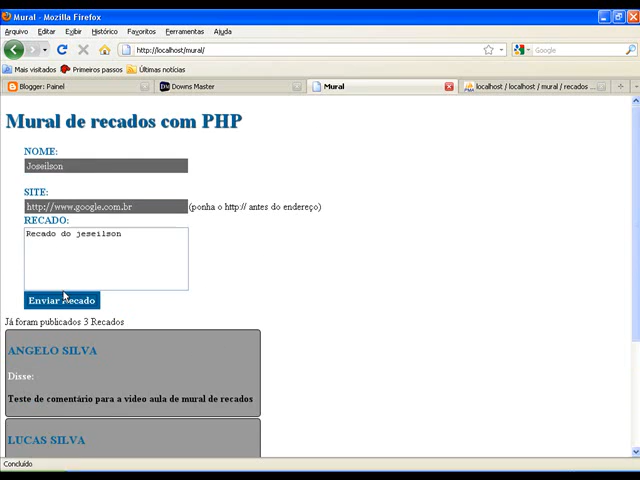 Mural - Mozilla Firefox
Arquivo Editar Exibir Histórico Favoritos Ferramentas Ajuda
http://localhost/mural/
Google
Mais visitados Primeiros passos Últimas notícias
Blogger: Painel Downs Master Mural localhost / localhost / mural / recados ...
Mural de recados com PHP
NOME:
Joseilson
SITE:
http://www.google.com.br (ponha o http:// antes do endereço)
RECADO:
Recado do jeseilson
Enviar Recado
Já foram publicados 3 Recados
ANGELO SILVA
Disse:
Teste de comentário para a video aula de mural de recados
LUCAS SILVA
Concluído